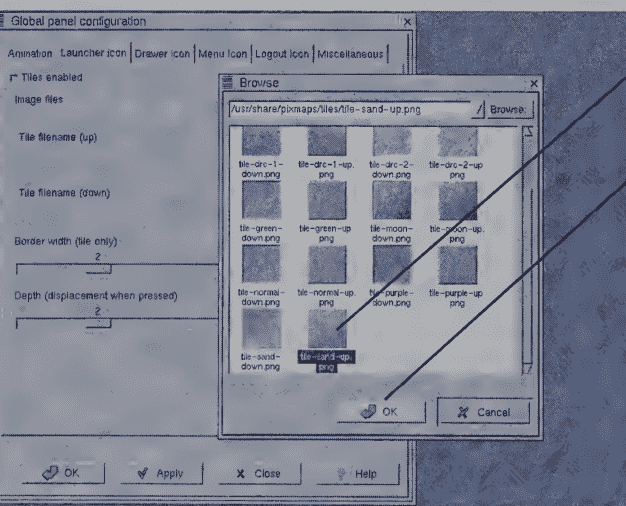 Global panel configuration
Animation Launcher icon Drawer icon Menu icon Logout icon Miscellaneous
Tiles enabled
Browse
Image files
/usr/share/pixmaps/tiles/tile-sand-up.png
Browse:
Tile filename (up)
tile-drc-1-
down.png
tile-drc-1-up.
png
tile-drc-2-
down.png
tile-drc-2-up
png
Tile filename (down)
tile-green-
down.png
tile-green-up
png
tile-moon-
down.png
tile-moon-up.
png
Border width (tile only)
2
tile-normal-
down.png
tile-normal-up.
png
tile-purple-
down.png
tile-purple-up
png
Depth (displacement when pressed)
2
tile-sand-
down.png
tile-sand-up.
png
OK
Cancel
OK
Apply
Close
Help